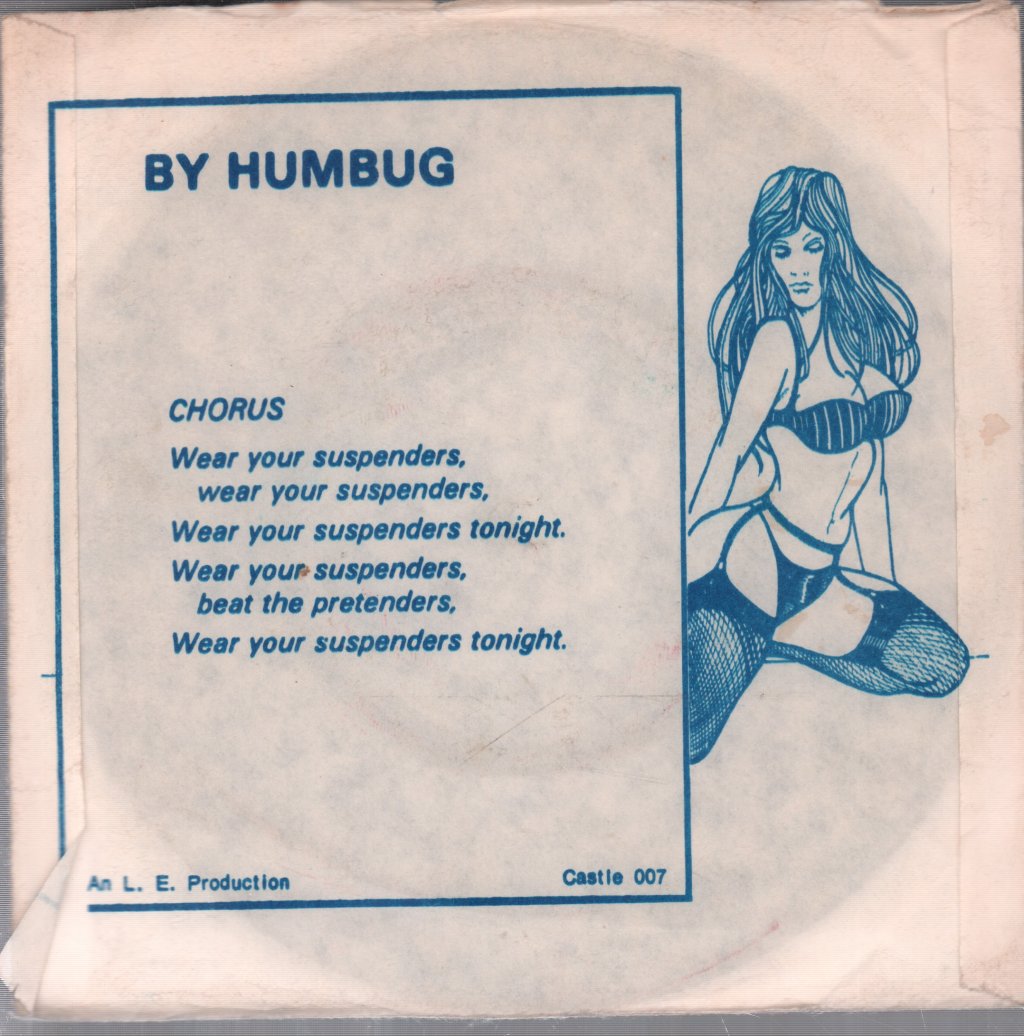 BY HUMBUG
CHORUS
Wear your suspenders,
wear your suspenders,
Wear your suspenders tonight.
Wear your suspenders,
beat the pretenders,
Wear your suspenders tonight.
An L. E. Production
Castle 007